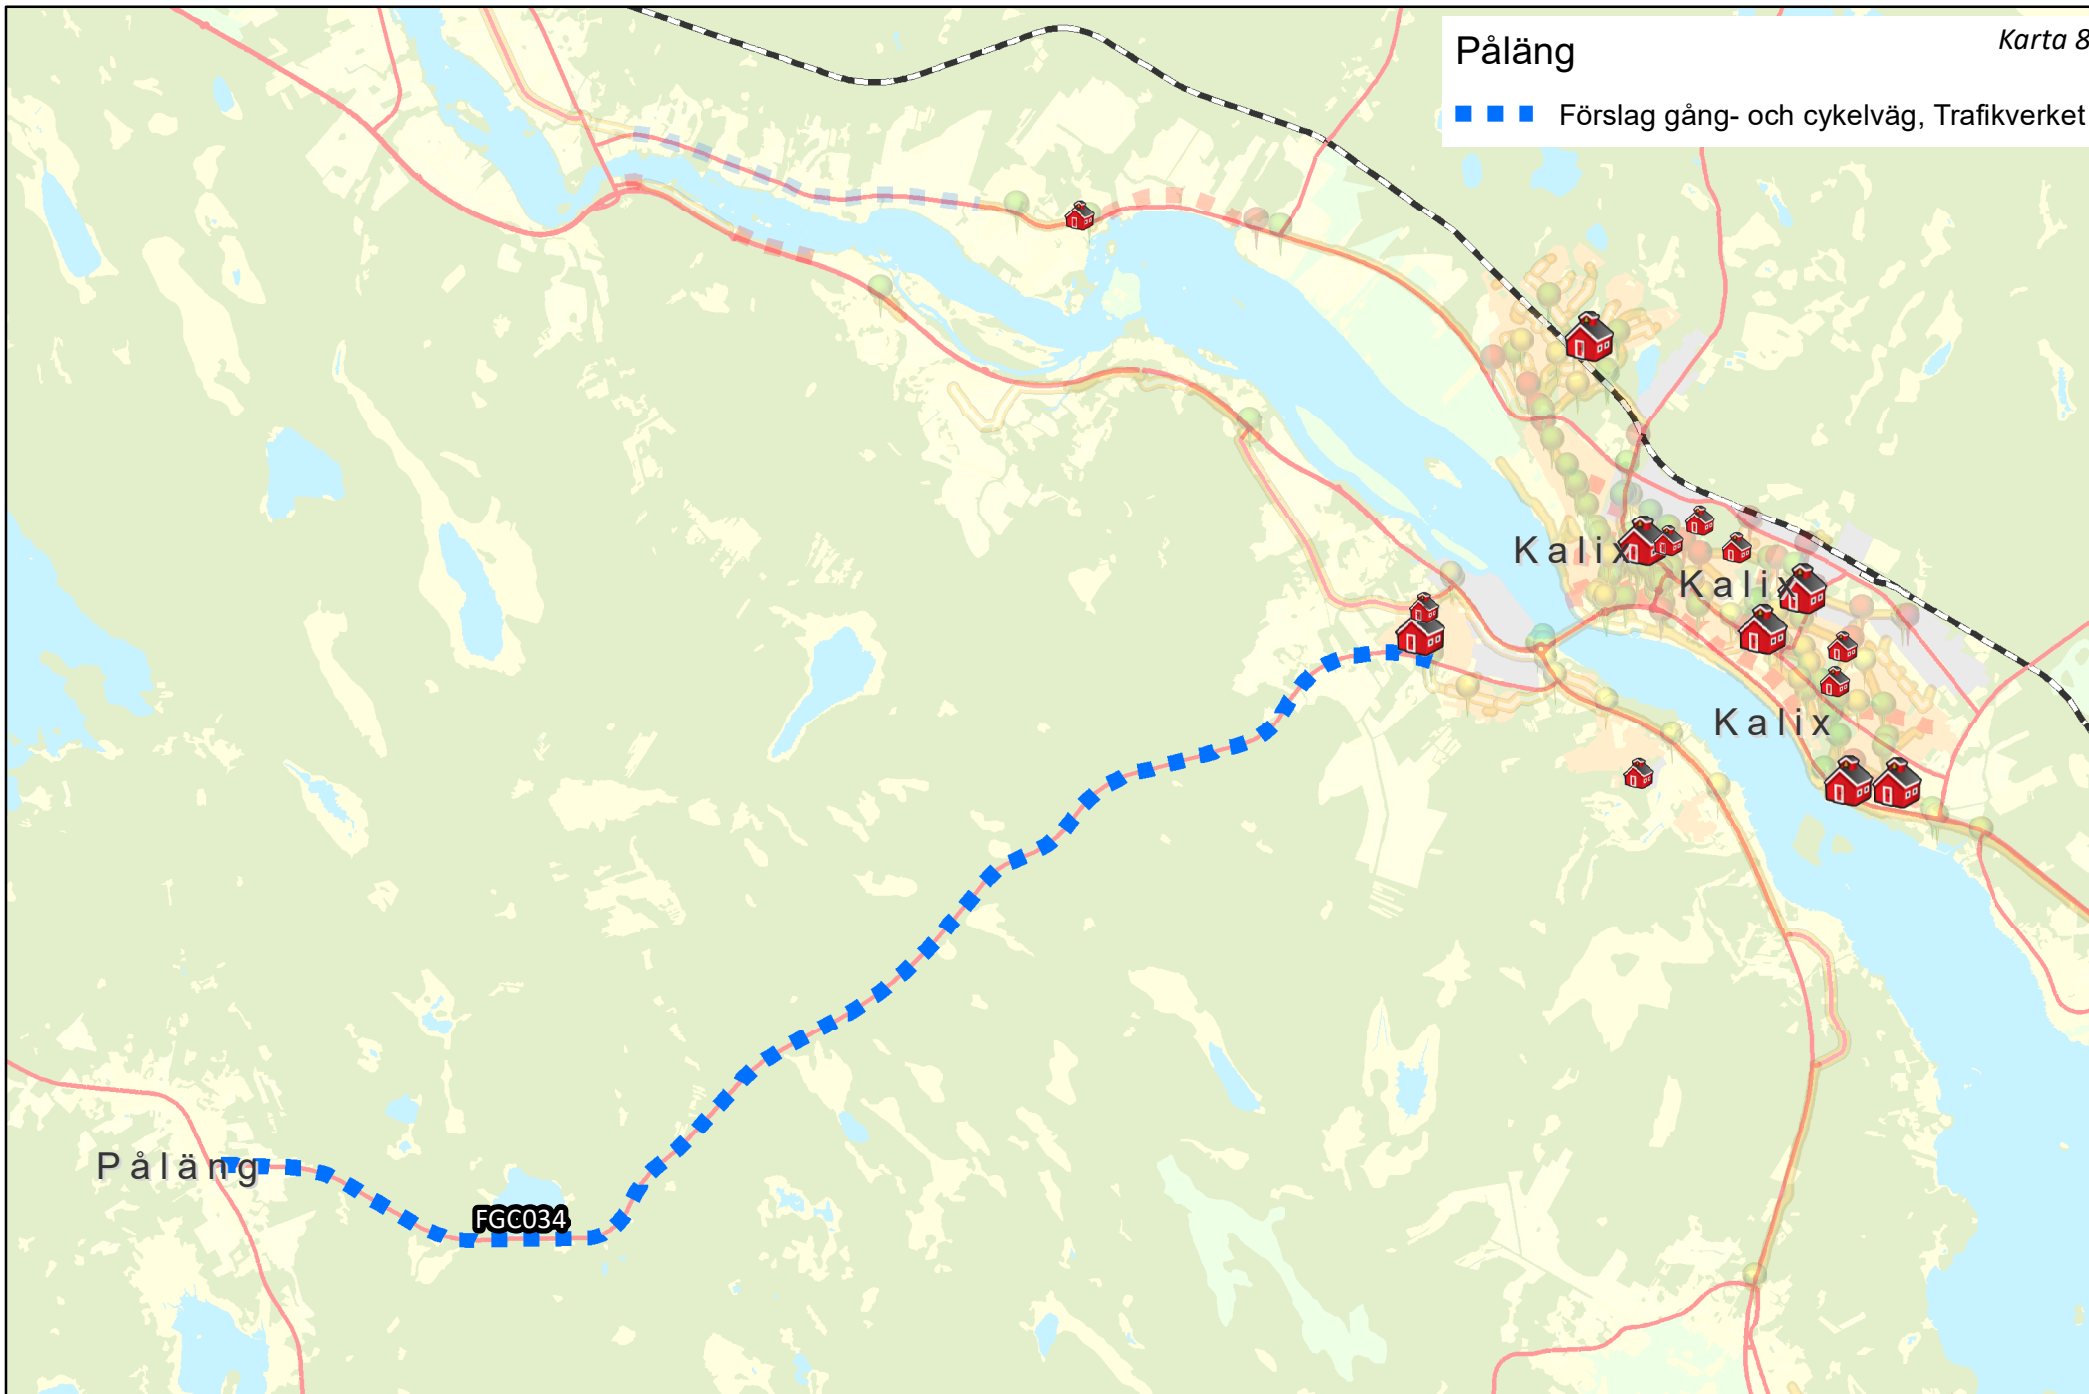 Påläng
Karta 8
Förslag gång- och cykelväg, Trafikverket
Kalix
Kalix
Kalix
Påläng
FGC034